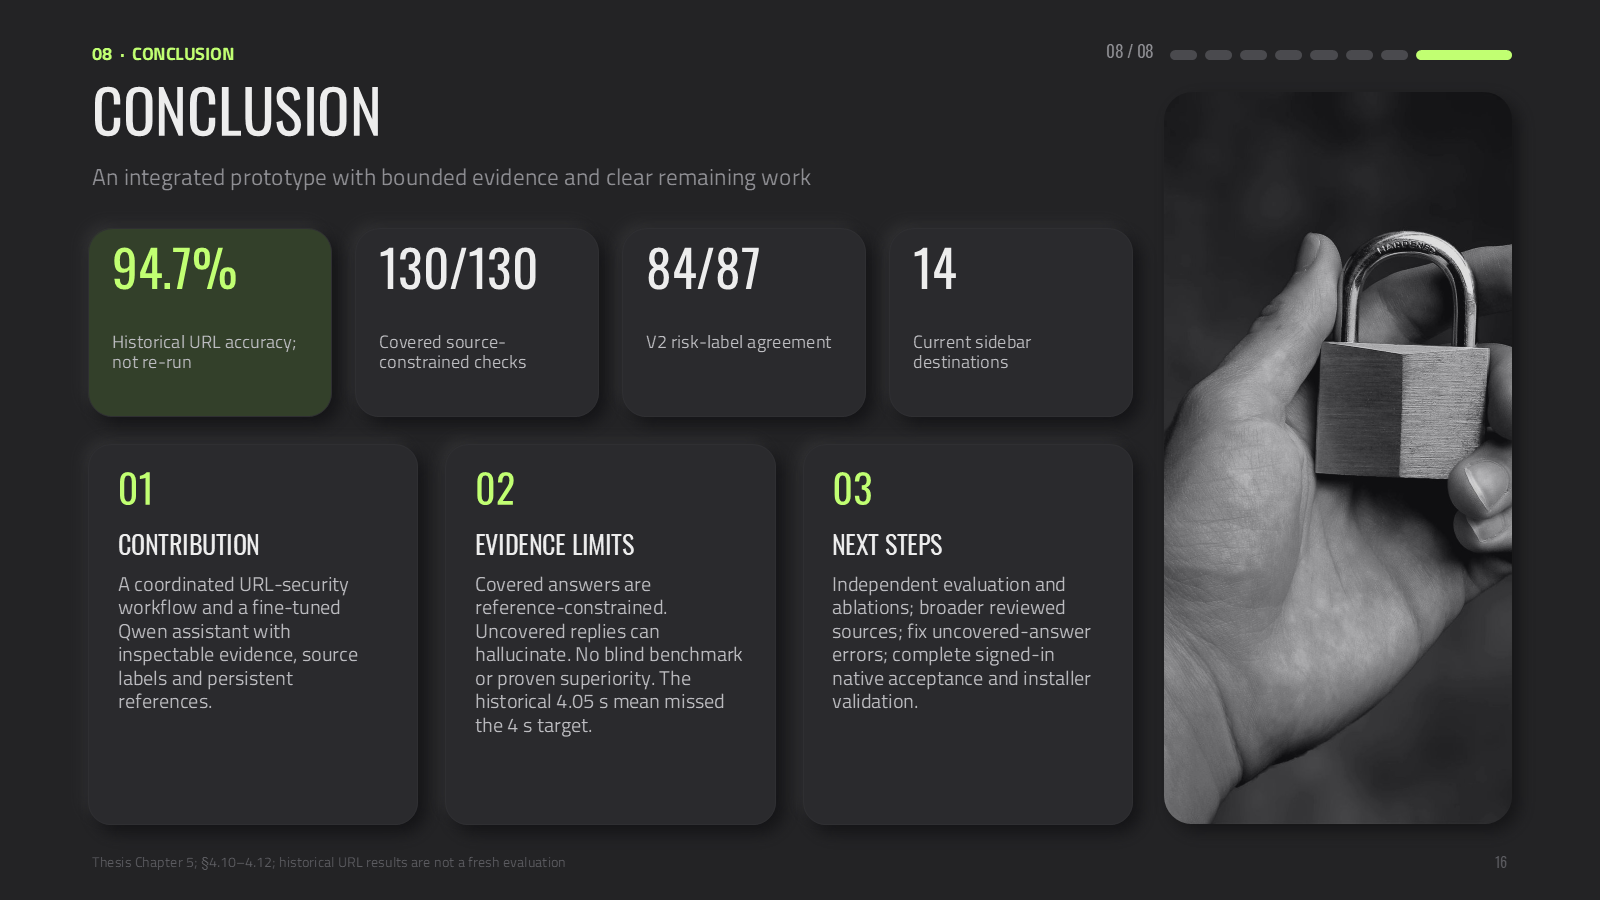 08 · CONCLUSION
08 / 08
CONCLUSION
An integrated prototype with bounded evidence and clear remaining work
94.7%
Historical URL accuracy;
not re-run
130/130
Covered source-
constrained checks
84/87
V2 risk-label agreement
14
Current sidebar
destinations
01
CONTRIBUTION
A coordinated URL-security
workflow and a fine-tuned
Qwen assistant with
inspectable evidence, source
labels and persistent
references.
02
EVIDENCE LIMITS
Covered answers are
reference-constrained.
Uncovered replies can
hallucinate. No blind benchmark
or proven superiority. The
historical 4.05 s mean missed
the 4 s target.
03
NEXT STEPS
Independent evaluation and
ablations; broader reviewed
sources; fix uncovered-answer
errors; complete signed-in
native acceptance and installer
validation.
HARDENED
Thesis Chapter 5; §4.10–4.12; historical URL results are not a fresh evaluation
16